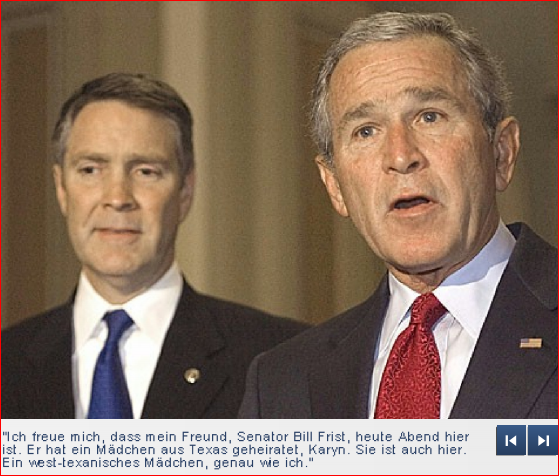 "Ich freue mich, dass mein Freund, Senator Bill Frist, heute Abend hier
ist. Er hat ein Mädchen aus Texas geheiratet, Karyn. Sie ist auch hier.
Ein west-texanisches Mädchen, genau wie ich."